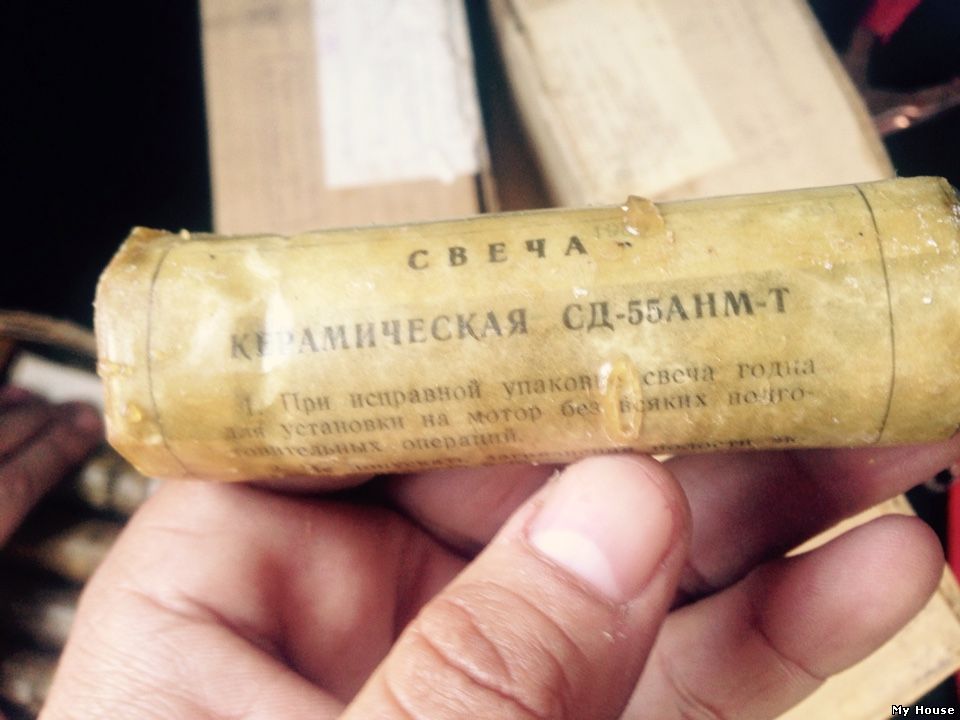 СВЕЧА
КЕРАМИЧЕСКАЯ СД-55АНМ-Т
1. При исправной упаковке свеча годна
для установки на мотор без всяких подго-
товительных операций.
My House